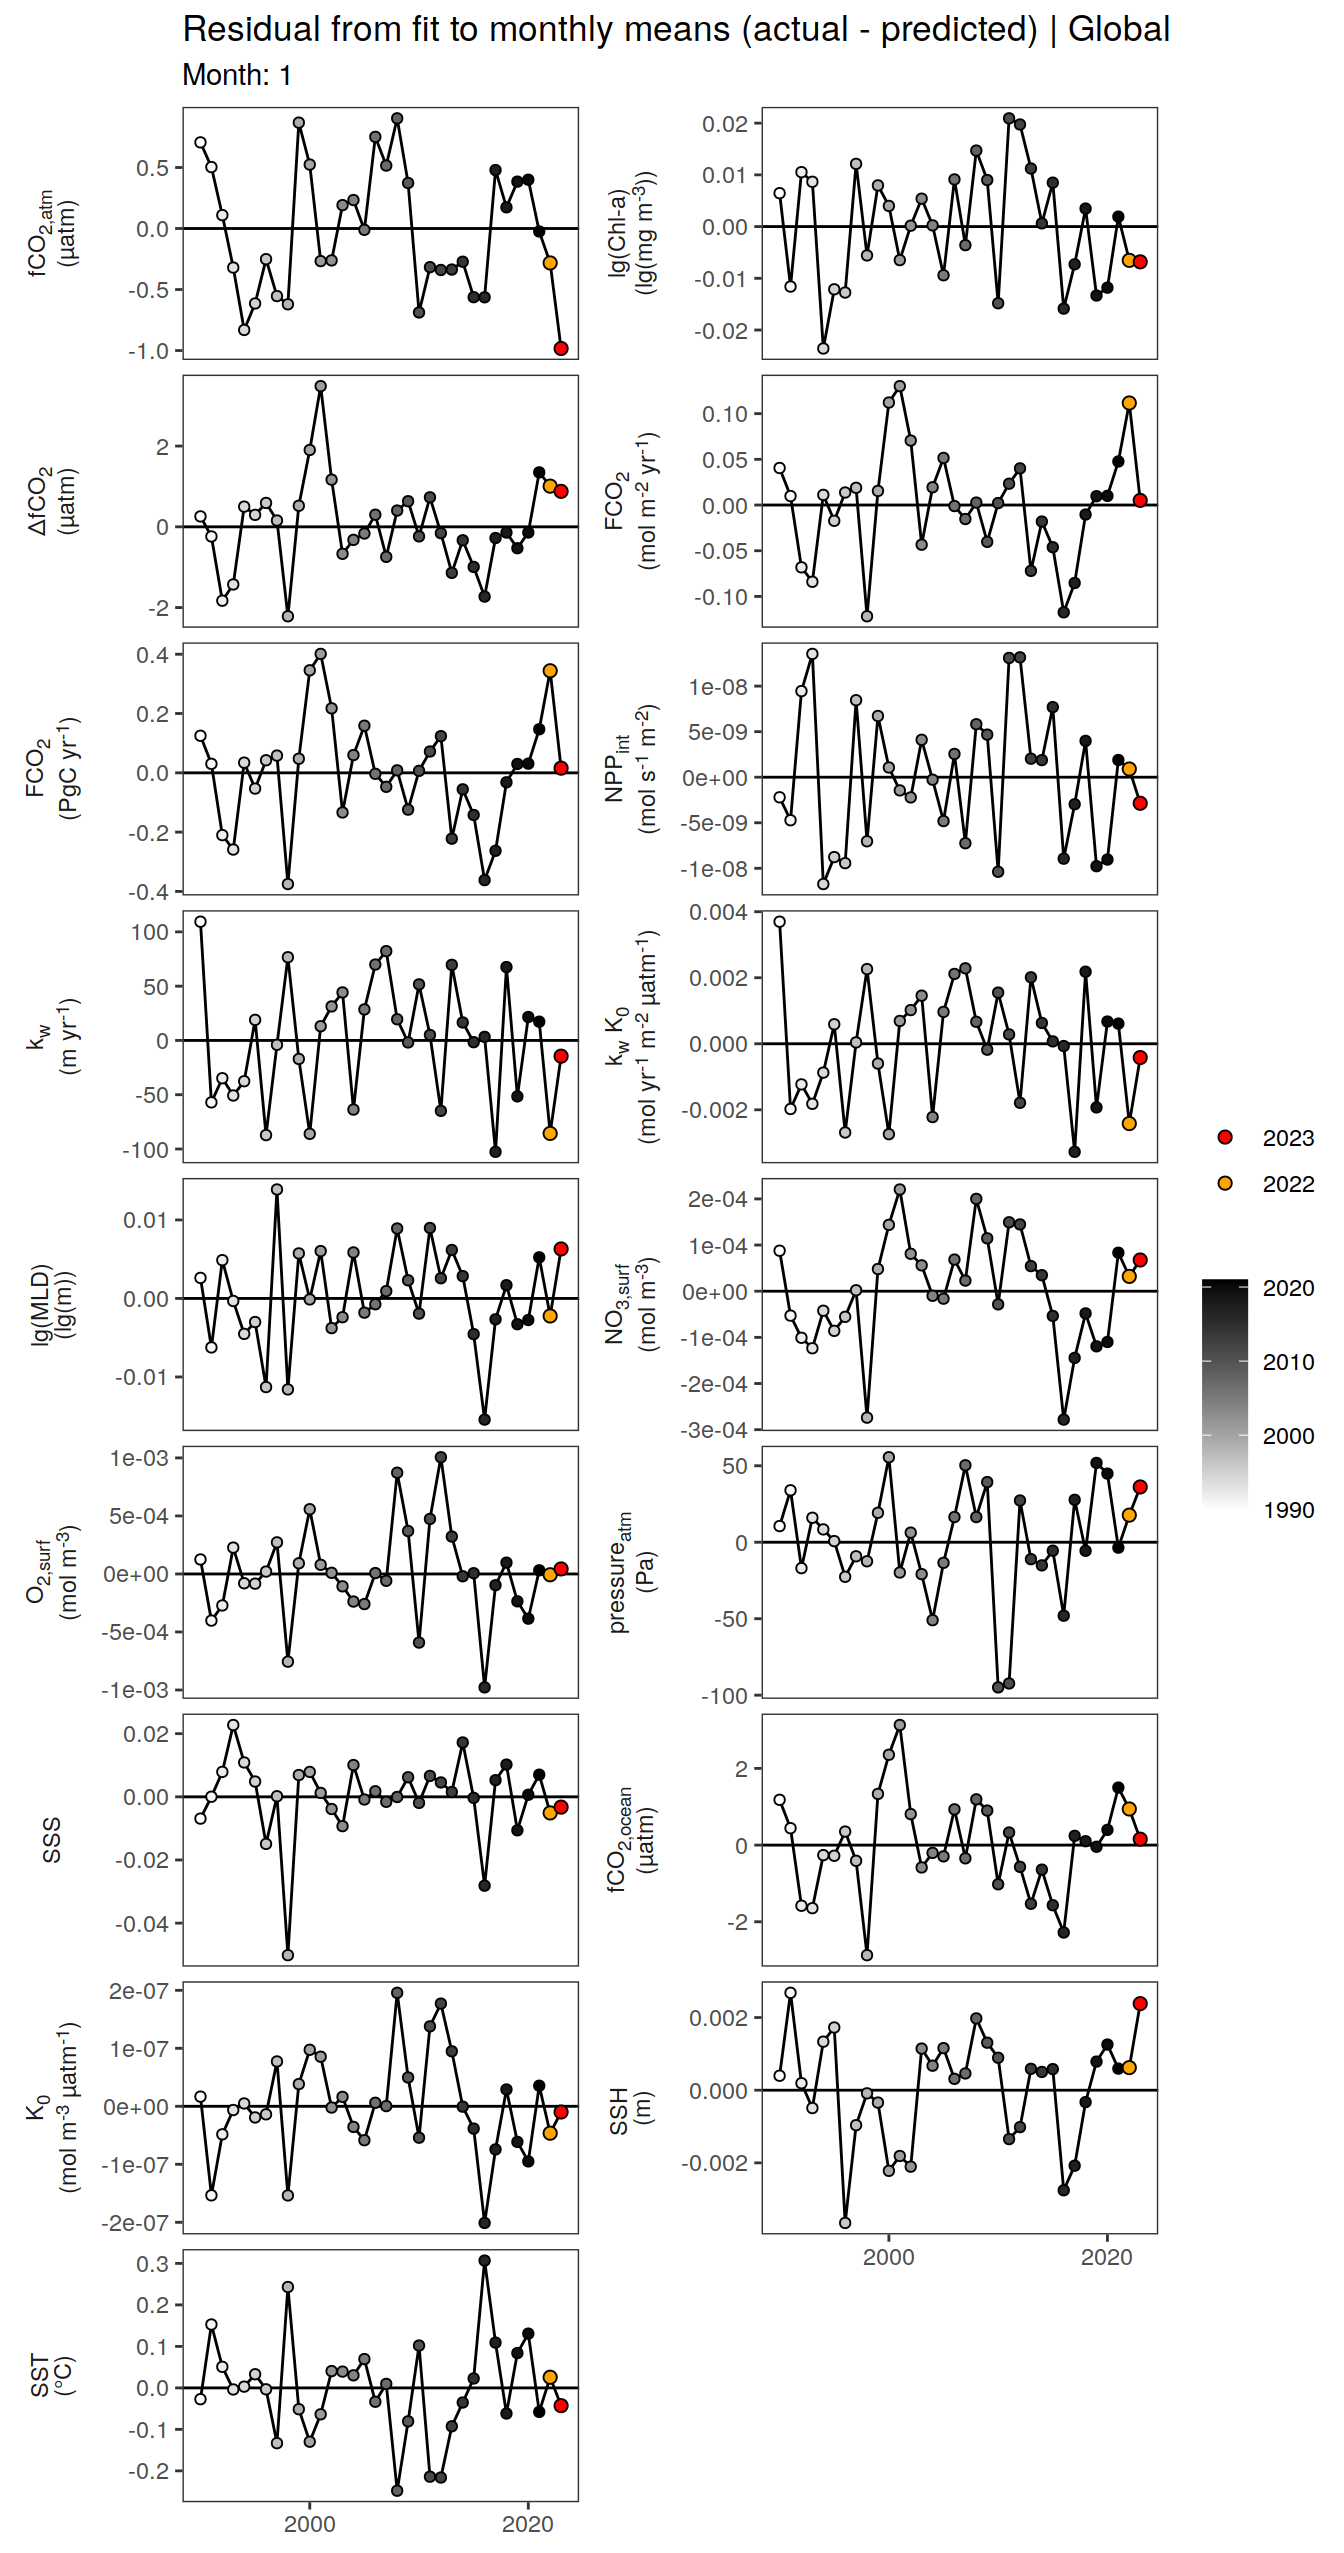 Residual from fit to monthly means (actual - predicted) | Global
Month: 1
fCO2,atm
(µatm)
0.5
0.0
-0.5
-1.0
lg(Chl-a)
(lg(mg m-3))
0.02
0.01
0.00
-0.01
-0.02
ΔfCO2
(µatm)
2
0
-2
FCO2
(mol m-2 yr-1)
0.10
0.05
0.00
-0.05
-0.10
FCO2
(PgC yr-1)
0.4
0.2
0.0
-0.2
-0.4
NPPint
(mol s-1 m-2)
1e-08
5e-09
0e+00
-5e-09
-1e-08
kw
(m yr-1)
100
50
0
-50
-100
kw K0
(mol yr-1 m-2 µatm-1)
0.004
0.002
0.000
-0.002
lg(MLD)
(lg(m))
0.01
0.00
-0.01
NO3,surf
(mol m-3)
2e-04
1e-04
0e+00
-1e-04
-2e-04
-3e-04
O2,surf
(mol m-3)
1e-03
5e-04
0e+00
-5e-04
-1e-03
pressureatm
(Pa)
50
0
-50
-100
SSS
0.02
0.00
-0.02
-0.04
fCO2,ocean
(µatm)
2
0
-2
K0
(mol m-3 µatm-1)
2e-07
1e-07
0e+00
-1e-07
-2e-07
SSH
(m)
0.002
0.000
-0.002
2000
2020
SST
(°C)
0.3
0.2
0.1
0.0
-0.1
-0.2
2000
2020
2023
2022
2020
2010
2000
1990